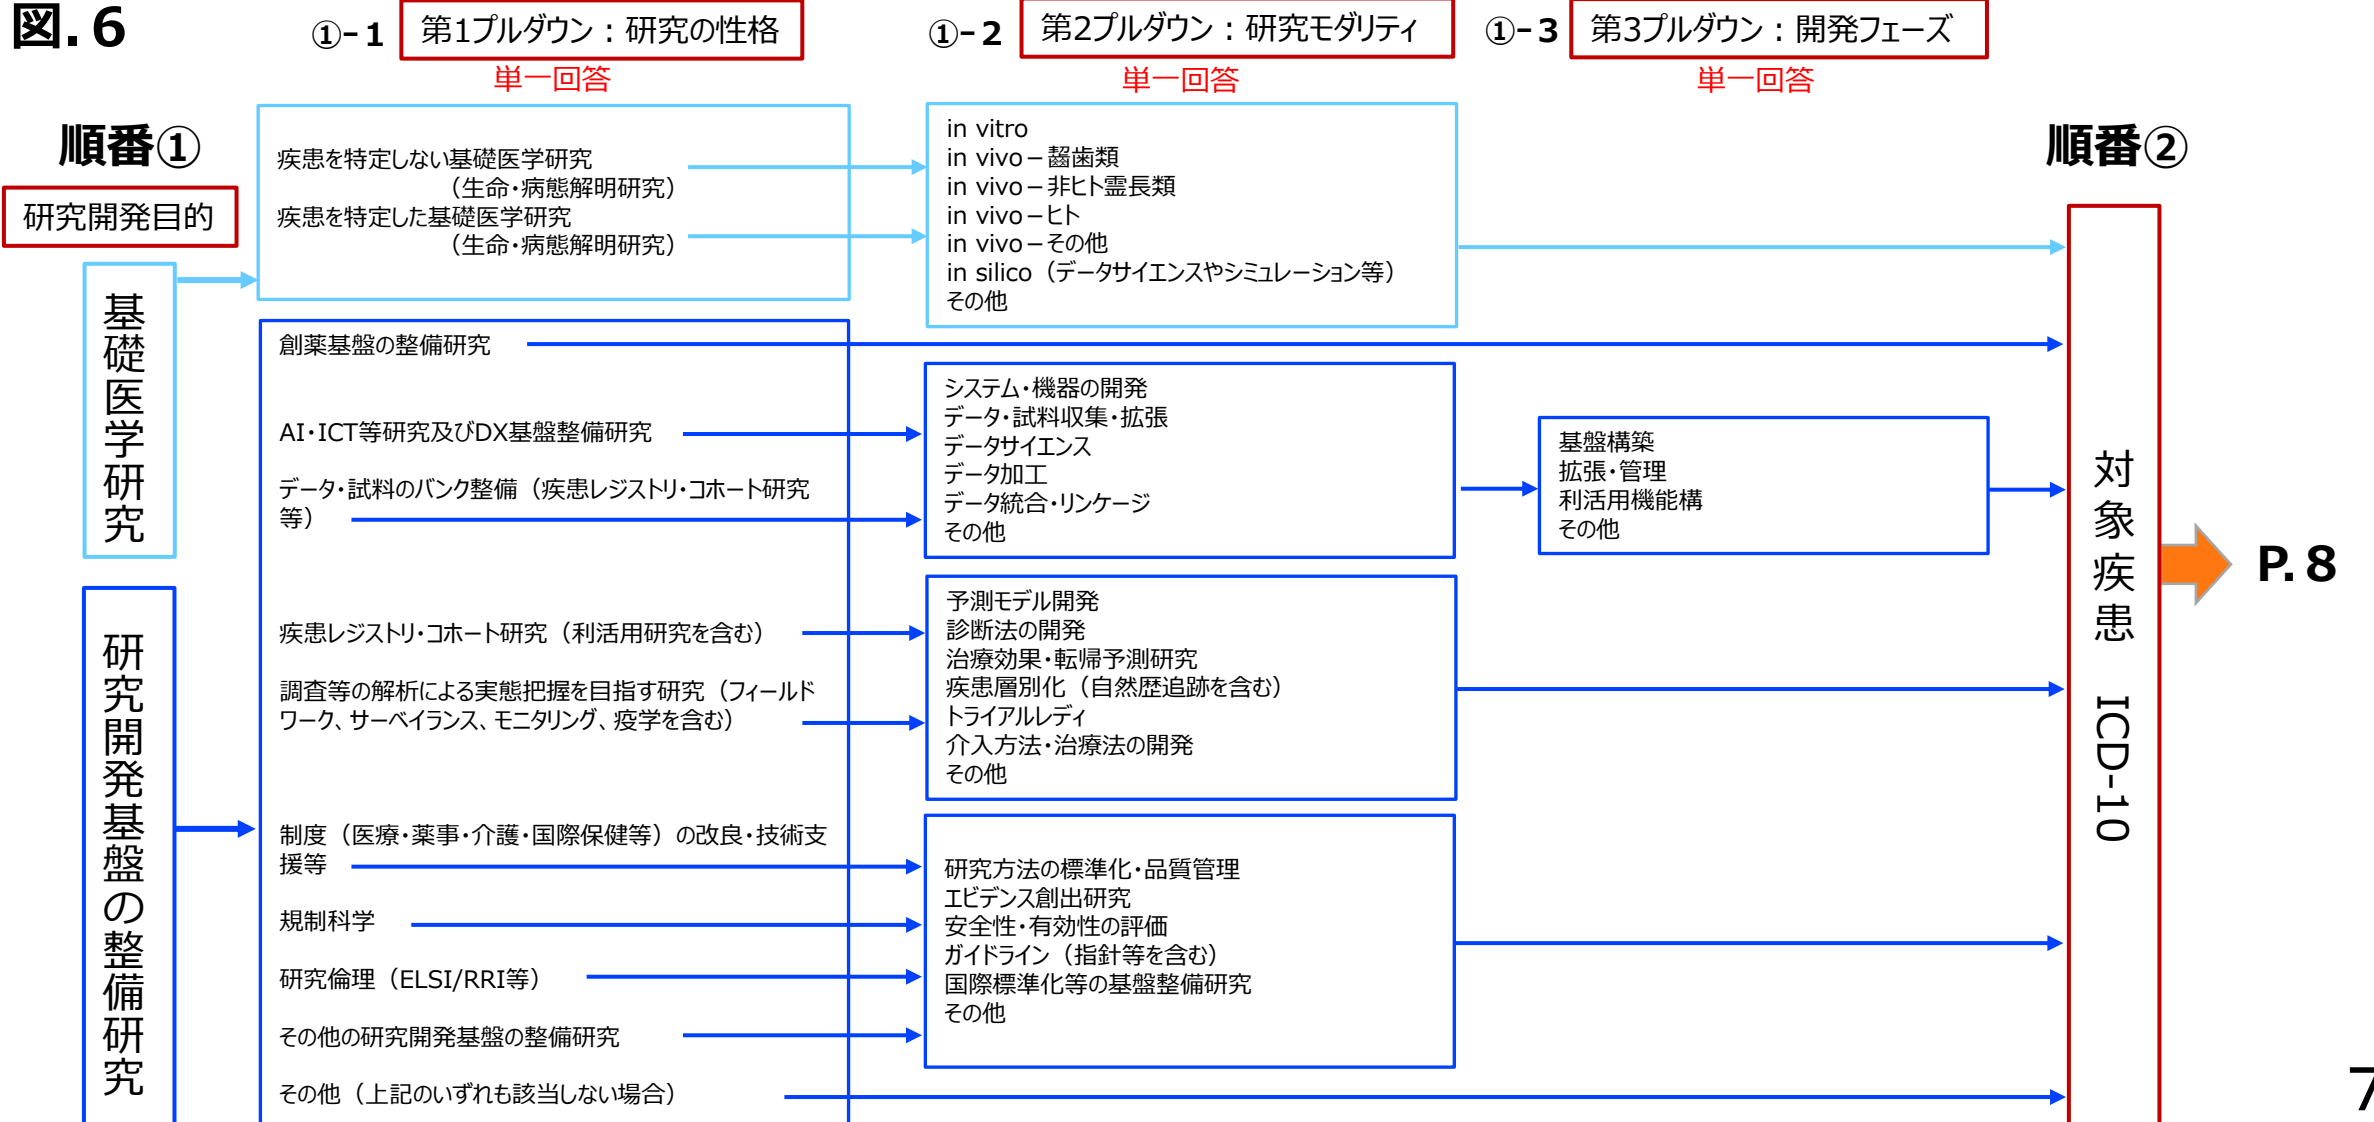 図.6
①-1
第1プルダウン：研究の性格
単一回答
①-2
第2プルダウン：研究モダリティ
単一回答
①-3
第3プルダウン：開発フェーズ
単一回答
順番①
研究開発目的
基礎医学研究
疾患を特定しない基礎医学研究
（生命・病態解明研究）
疾患を特定した基礎医学研究
（生命・病態解明研究）
in vitro
in vivo－齧歯類
in vivo－非ヒト霊長類
in vivo－ヒト
in vivo－その他
in silico（データサイエンスやシミュレーション等）
その他
研究開発基盤の整備研究
創薬基盤の整備研究
AI・ICT等研究及びDX基盤整備研究
データ・試料のバンク整備（疾患レジストリ・コホート研究
等）
システム・機器の開発
データ・試料収集・拡張
データサイエンス
データ加工
データ統合・リンケージ
その他
基盤構築
拡張・管理
利活用機能構
その他
疾患レジストリ・コホート研究（利活用研究を含む）
調査等の解析による実態把握を目指す研究（フィールド
ワーク、サーベイランス、モニタリング、疫学を含む）
予測モデル開発
診断法の開発
治療効果・転帰予測研究
疾患層別化（自然歴追跡を含む）
トライアルレディ
介入方法・治療法の開発
その他
制度（医療・薬事・介護・国際保健等）の改良・技術支
援等
規制科学
研究倫理（ELSI/RRI等）
その他の研究開発基盤の整備研究
その他（上記のいずれも該当しない場合）
研究方法の標準化・品質管理
エビデンス創出研究
安全性・有効性の評価
ガイドライン（指針等を含む）
国際標準化等の基盤整備研究
その他
順番②
対象疾患　ICD-10
P.8
7